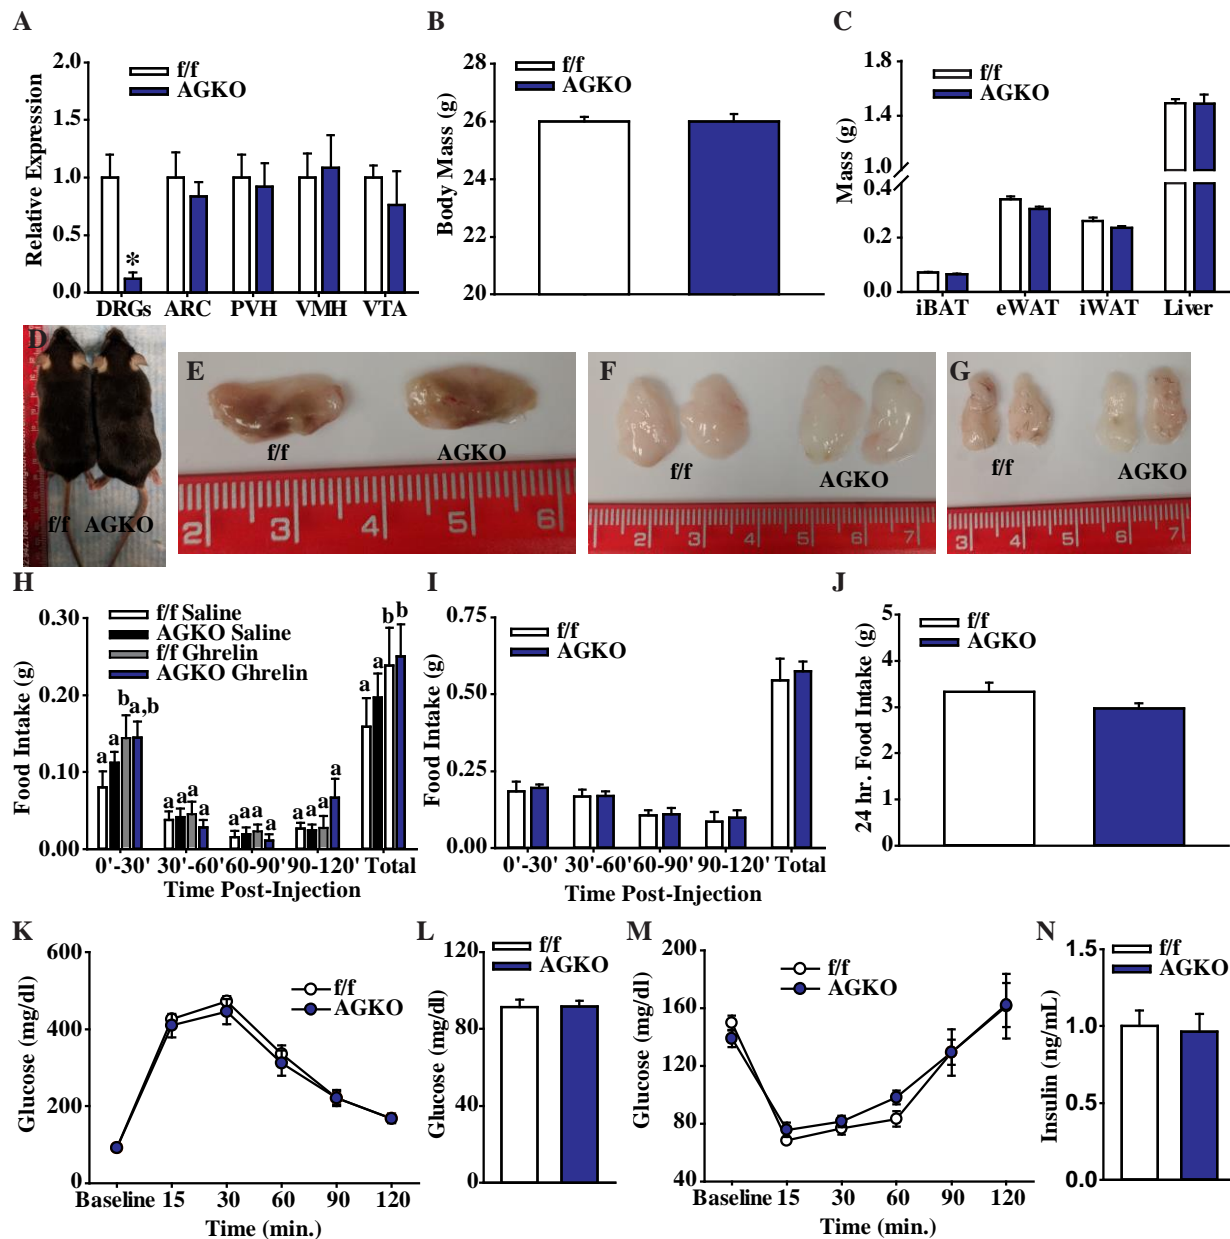 A
B
C
2.0
1.5
1.0
0.5
0.0
Relative Expression
f/f
AGKO
*
DRGs ARC PVH VMH VTA
28
26
24
22
20
Body Mass (g)
f/f
AGKO
1.8
1.4
1.0
0.4
0.2
0.0
Mass (g)
f/f
AGKO
iBAT eWAT iWAT Liver
D
f/f AGKO
E
f/f
AGKO
2 3 4 5 6
F
f/f
AGKO
2 3 4 5 6 7
G
f/f
AGKO
3 4 5 6 7
H
0.30
0.20
0.10
0.00
Food Intake (g)
f/f Saline
AGKO Saline
f/f Ghrelin
AGKO Ghrelin
a a b a,b
a a a a
a a a a
a a a a
a a b b
0'-30' 30'-60' 60-90' 90-120' Total
Time Post-Injection
I
0.75
0.50
0.25
0.00
Food Intake (g)
f/f
AGKO
0'-30' 30'-60' 60-90' 90-120' Total
Time Post-Injection
J
5
4
3
2
1
0
24 hr. Food Intake (g)
f/f
AGKO
K
600
400
200
0
Glucose (mg/dl)
f/f
AGKO
Baseline 15 30 60 90 120
Time (min.)
L
120
80
40
0
Glucose (mg/dl)
f/f
AGKO
M
200
160
120
80
40
Glucose (mg/dl)
f/f
AGKO
Baseline 15 30 60 90 120
Time (min.)
N
1.5
1.0
0.5
0.0
Insulin (ng/mL)
f/f
AGKO